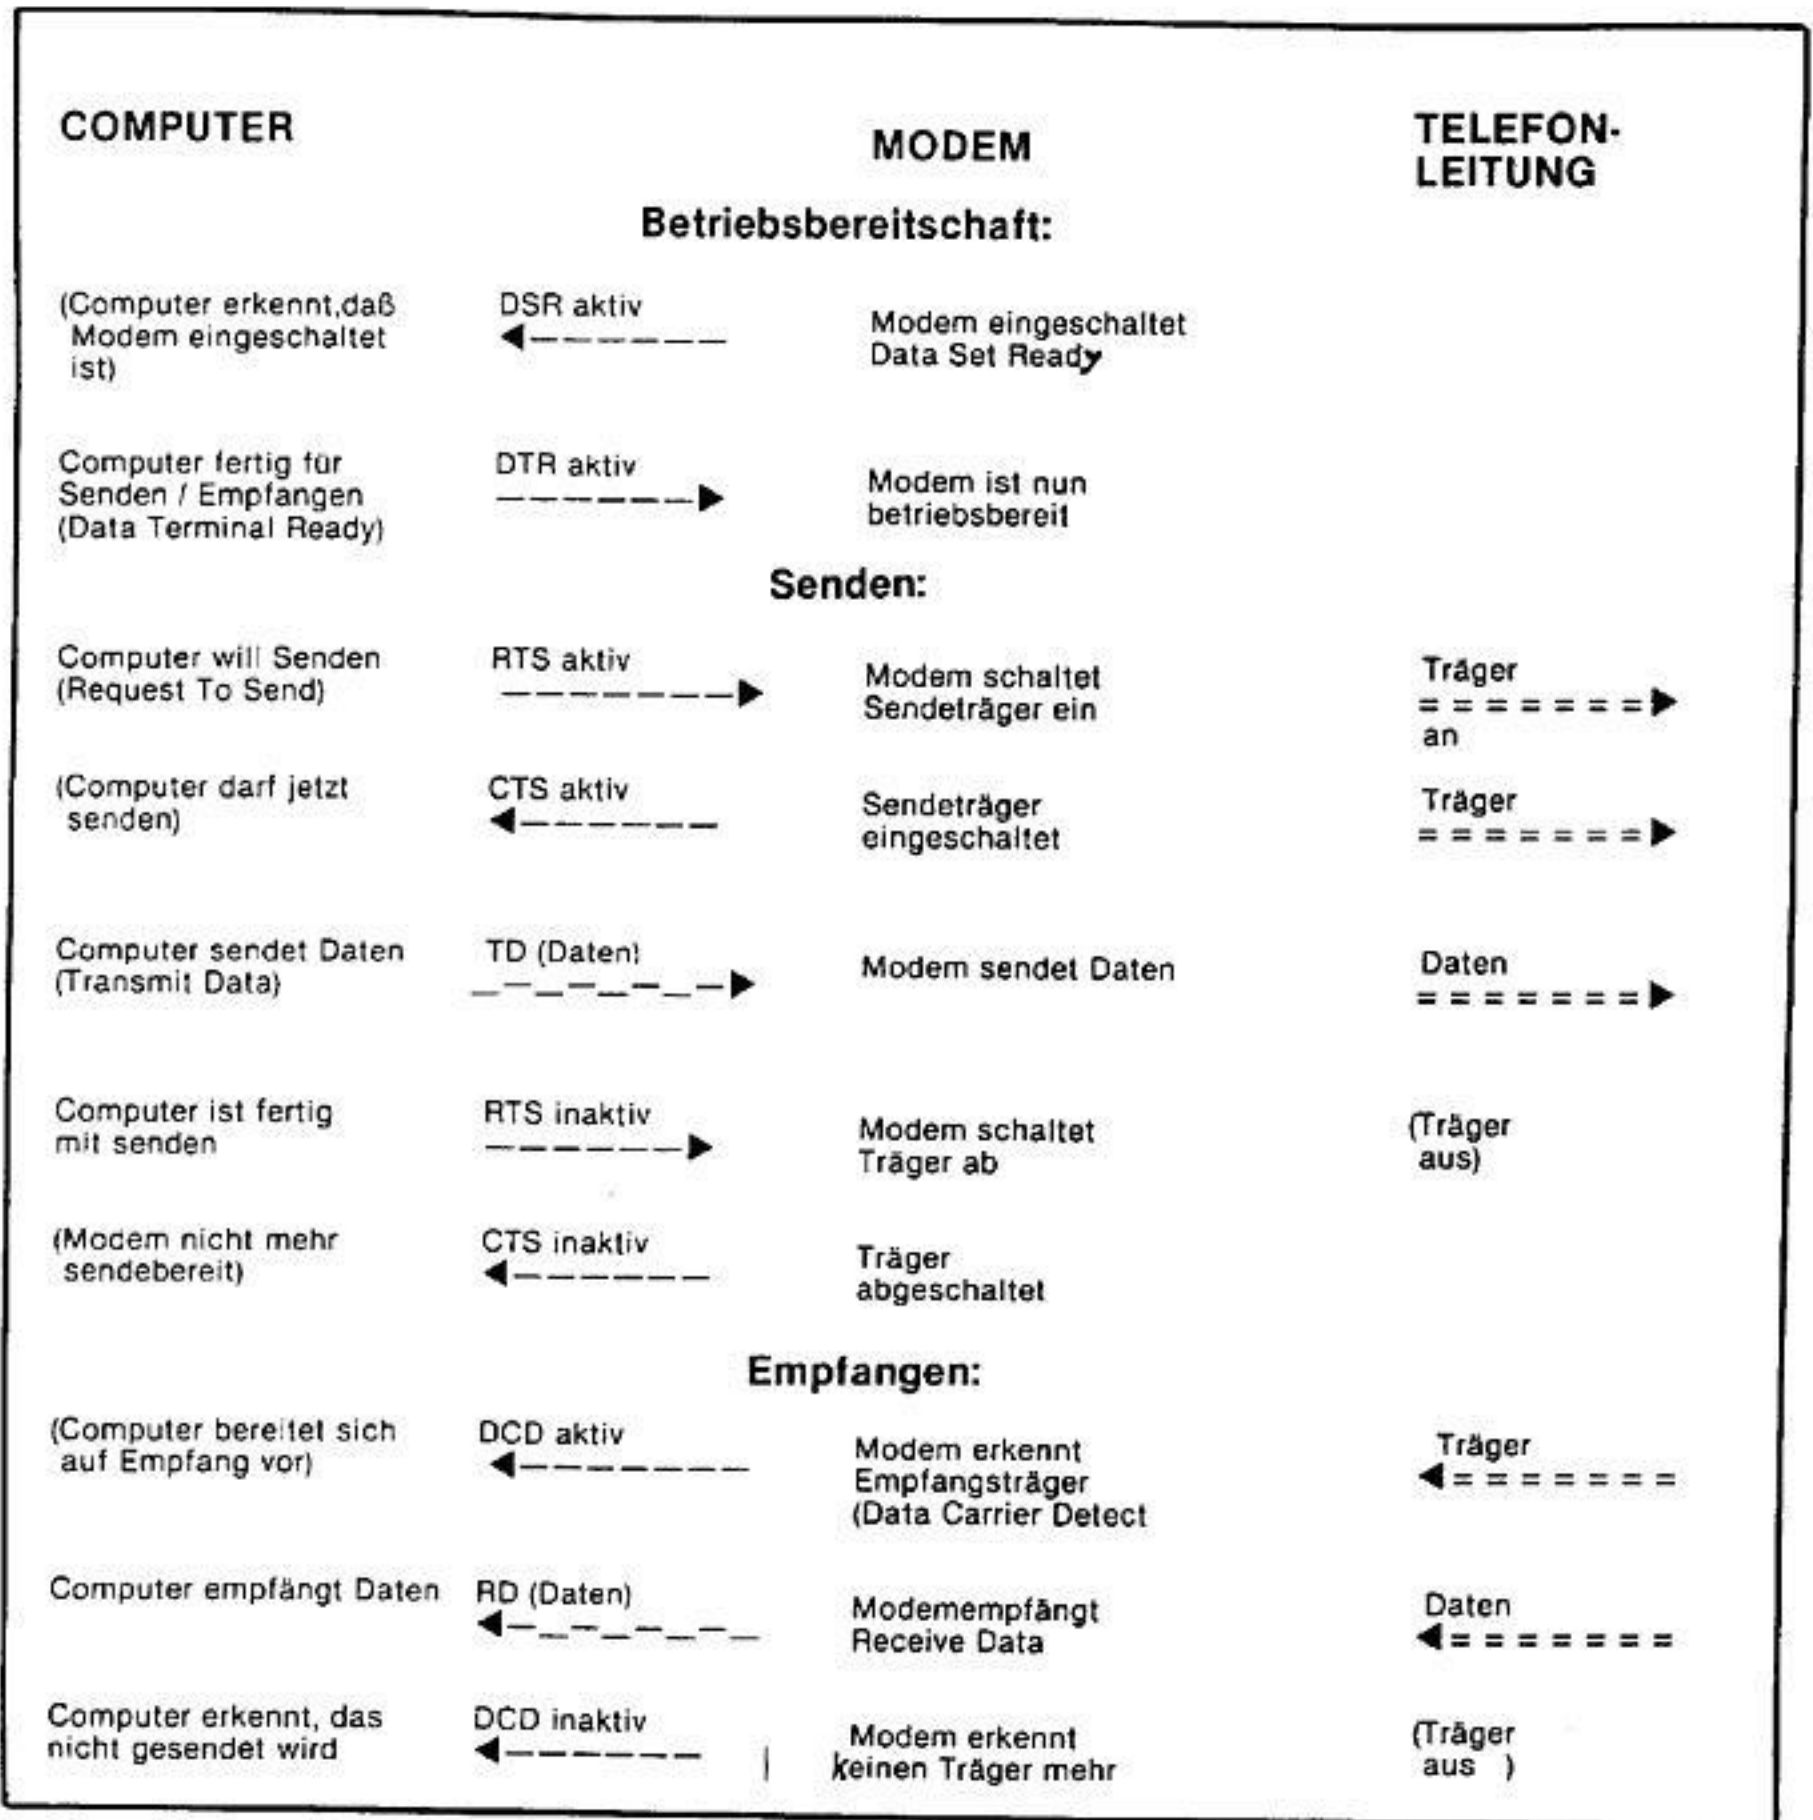 COMPUTER
MODEM
TELEFON-
LEITUNG
Betriebsbereitschaft:
(Computer erkennt,daß
Modem eingeschaltet
ist)
DSR aktiv
Modem eingeschaltet
Data Set Ready
Computer fertig für
Senden / Empfangen
(Data Terminal Ready)
DTR aktiv
Modem ist nun
betriebsbereit
Senden:
Computer will Senden
(Request To Send)
RTS aktiv
Modem schaltet
Sendeträger ein
Träger
an
(Computer darf jetzt
senden)
CTS aktiv
Sendeträger
eingeschaltet
Träger
Computer sendet Daten
(Transmit Data)
TD (Daten)
Modem sendet Daten
Daten
Computer ist fertig
mit senden
RTS inaktiv
Modem schaltet
Träger ab
(Träger
aus)
(Modem nicht mehr
sendebereit)
CTS inaktiv
Träger
abgeschaltet
Empfangen:
(Computer bereitet sich
auf Empfang vor)
DCD aktiv
Modem erkennt
Empfangsträger
(Data Carrier Detect
Träger
Computer empfängt Daten
RD (Daten)
Modemempfängt
Receive Data
Daten
Computer erkennt, das
nicht gesendet wird
DCD inaktiv
Modem erkennt
keinen Träger mehr
(Träger
aus )